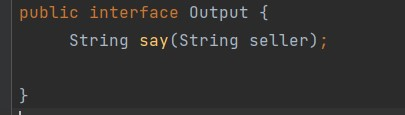 public interface Output {
String say(String seller);
}